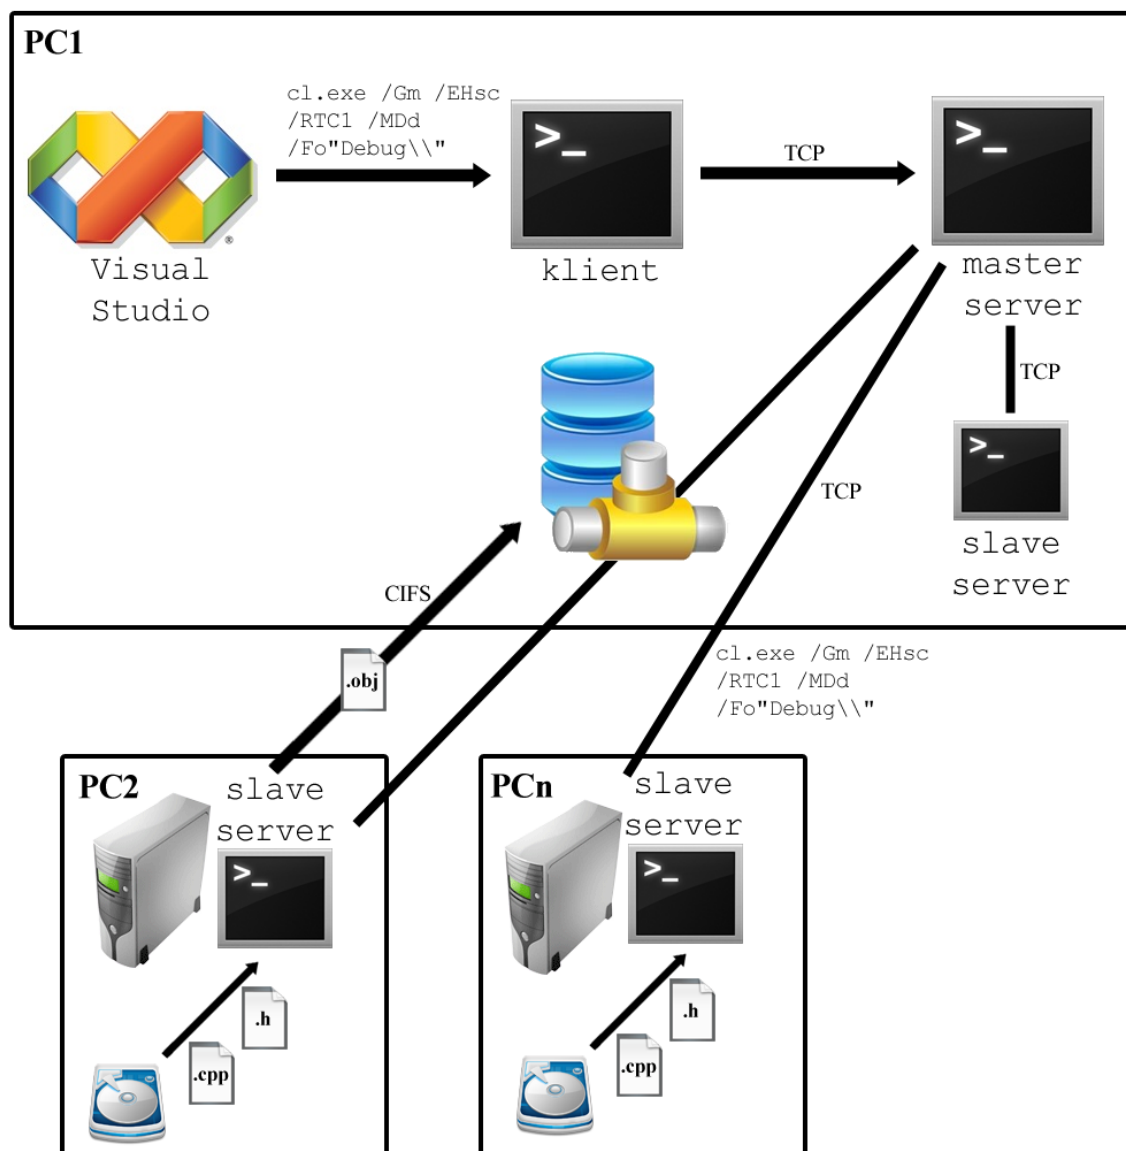 PC1
cl.exe /Gm /EHsc
/RTC1 /MDd
/Fo"Debug\\"
>_
>_
TCP
®
Visual
Studio
klient
master
server
TCP
>_
TCP
slave
server
CIFS
.obj
cl.exe /Gm /EHsc
/RTC1 /MDd
/Fo"Debug\\"
PC2
slave
server
>_
.h
.cpp
PCn
slave
server
>_
.h
.cpp